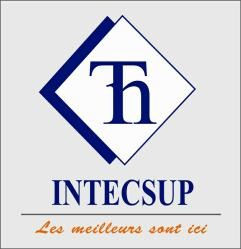 Th
INTECSUP
Les meilleurs sont ici